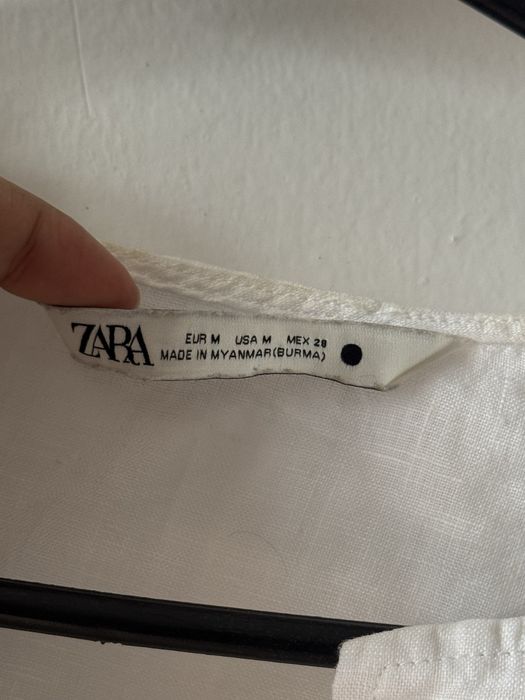 ZARA
EUR M USA M MEX 28
MADE IN MYANMAR(BURMA)